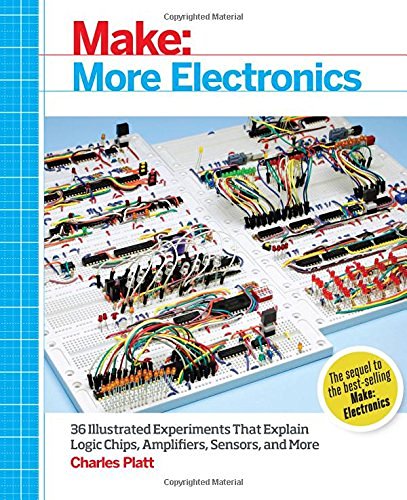 Copyrighted Material
Make:
More Electronics
The sequel to
the best-selling
Make:
Electronics
36 Illustrated Experiments That Explain
Logic Chips, Amplifiers, Sensors, and More
Charles Platt
Copyrighted Material